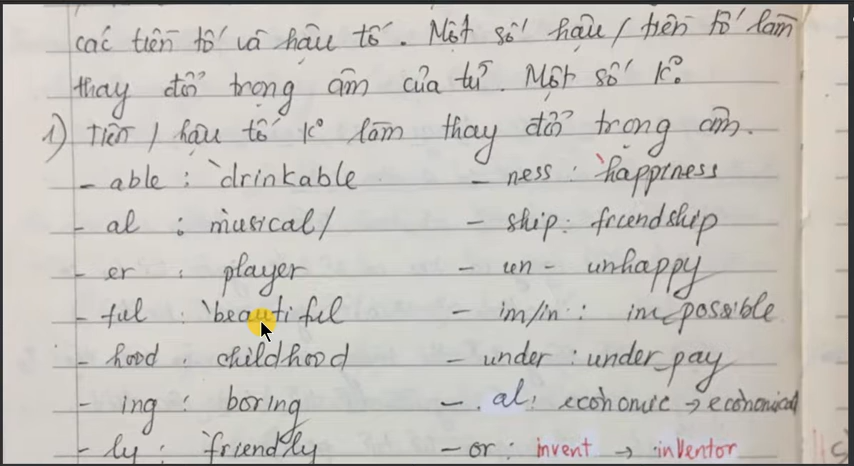 các tiền tố và hậu tố. Một số hậu / tiền tố làm
thay đổi trọng âm của từ. Một số k°
1) Tiền / hậu tố k° làm thay đổi trọng âm.
- able : 'drinkable - ness : 'happiness
- al : musical / - ship : friendship
- er : player - un - unhappy
- ful : 'beautiful - im/in : impossible
- hood : childhood - under : underpay
- ing : boring - al : economic → economical
- ly : 'friendly - or : invent → inventor